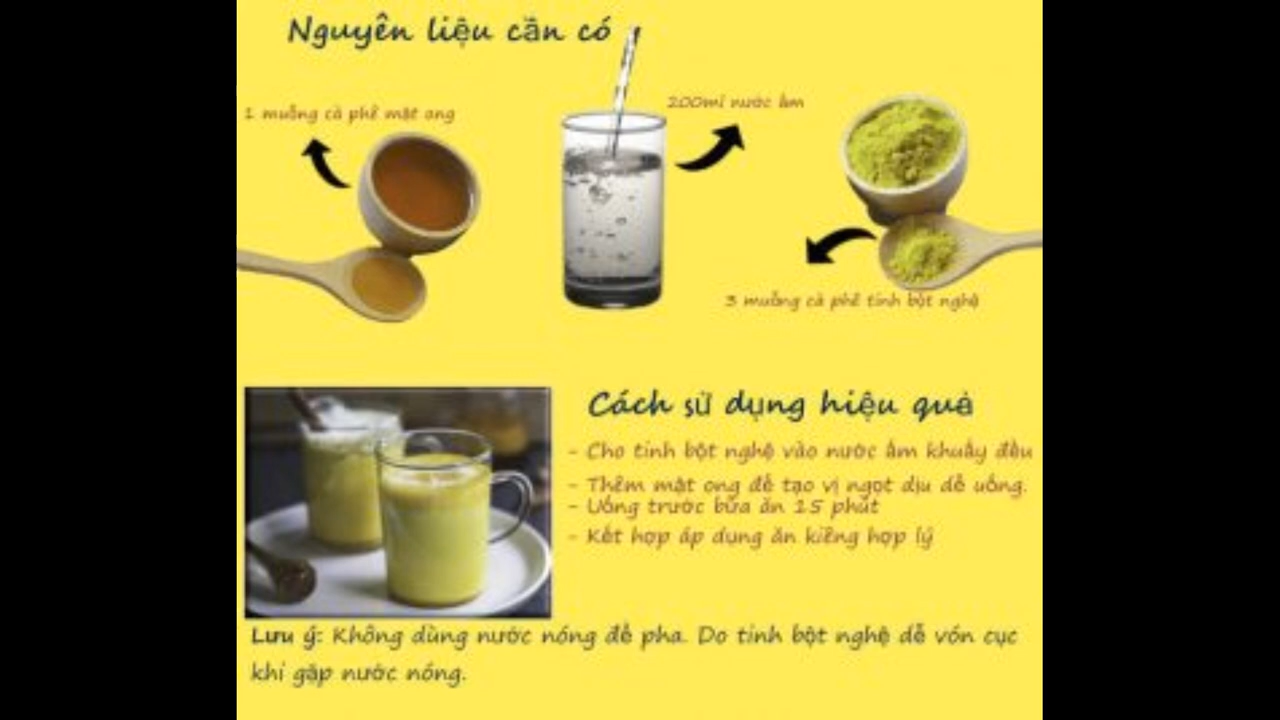 Nguyên liệu cần có
1 muỗng cà phê mật ong
200ml nước ấm
3 muỗng cà phê tinh bột nghệ
Cách sử dụng hiệu quả
- Cho tinh bột nghệ vào nước ấm khuấy đều
- Thêm mật ong để tạo vị ngọt dịu dễ uống.
- Uống trước bữa ăn 15 phút
- Kết hợp áp dụng ăn kiêng hợp lý
Lưu ý: Không dùng nước nóng để pha. Do tinh bột nghệ dễ vón cục
khi gặp nước nóng.